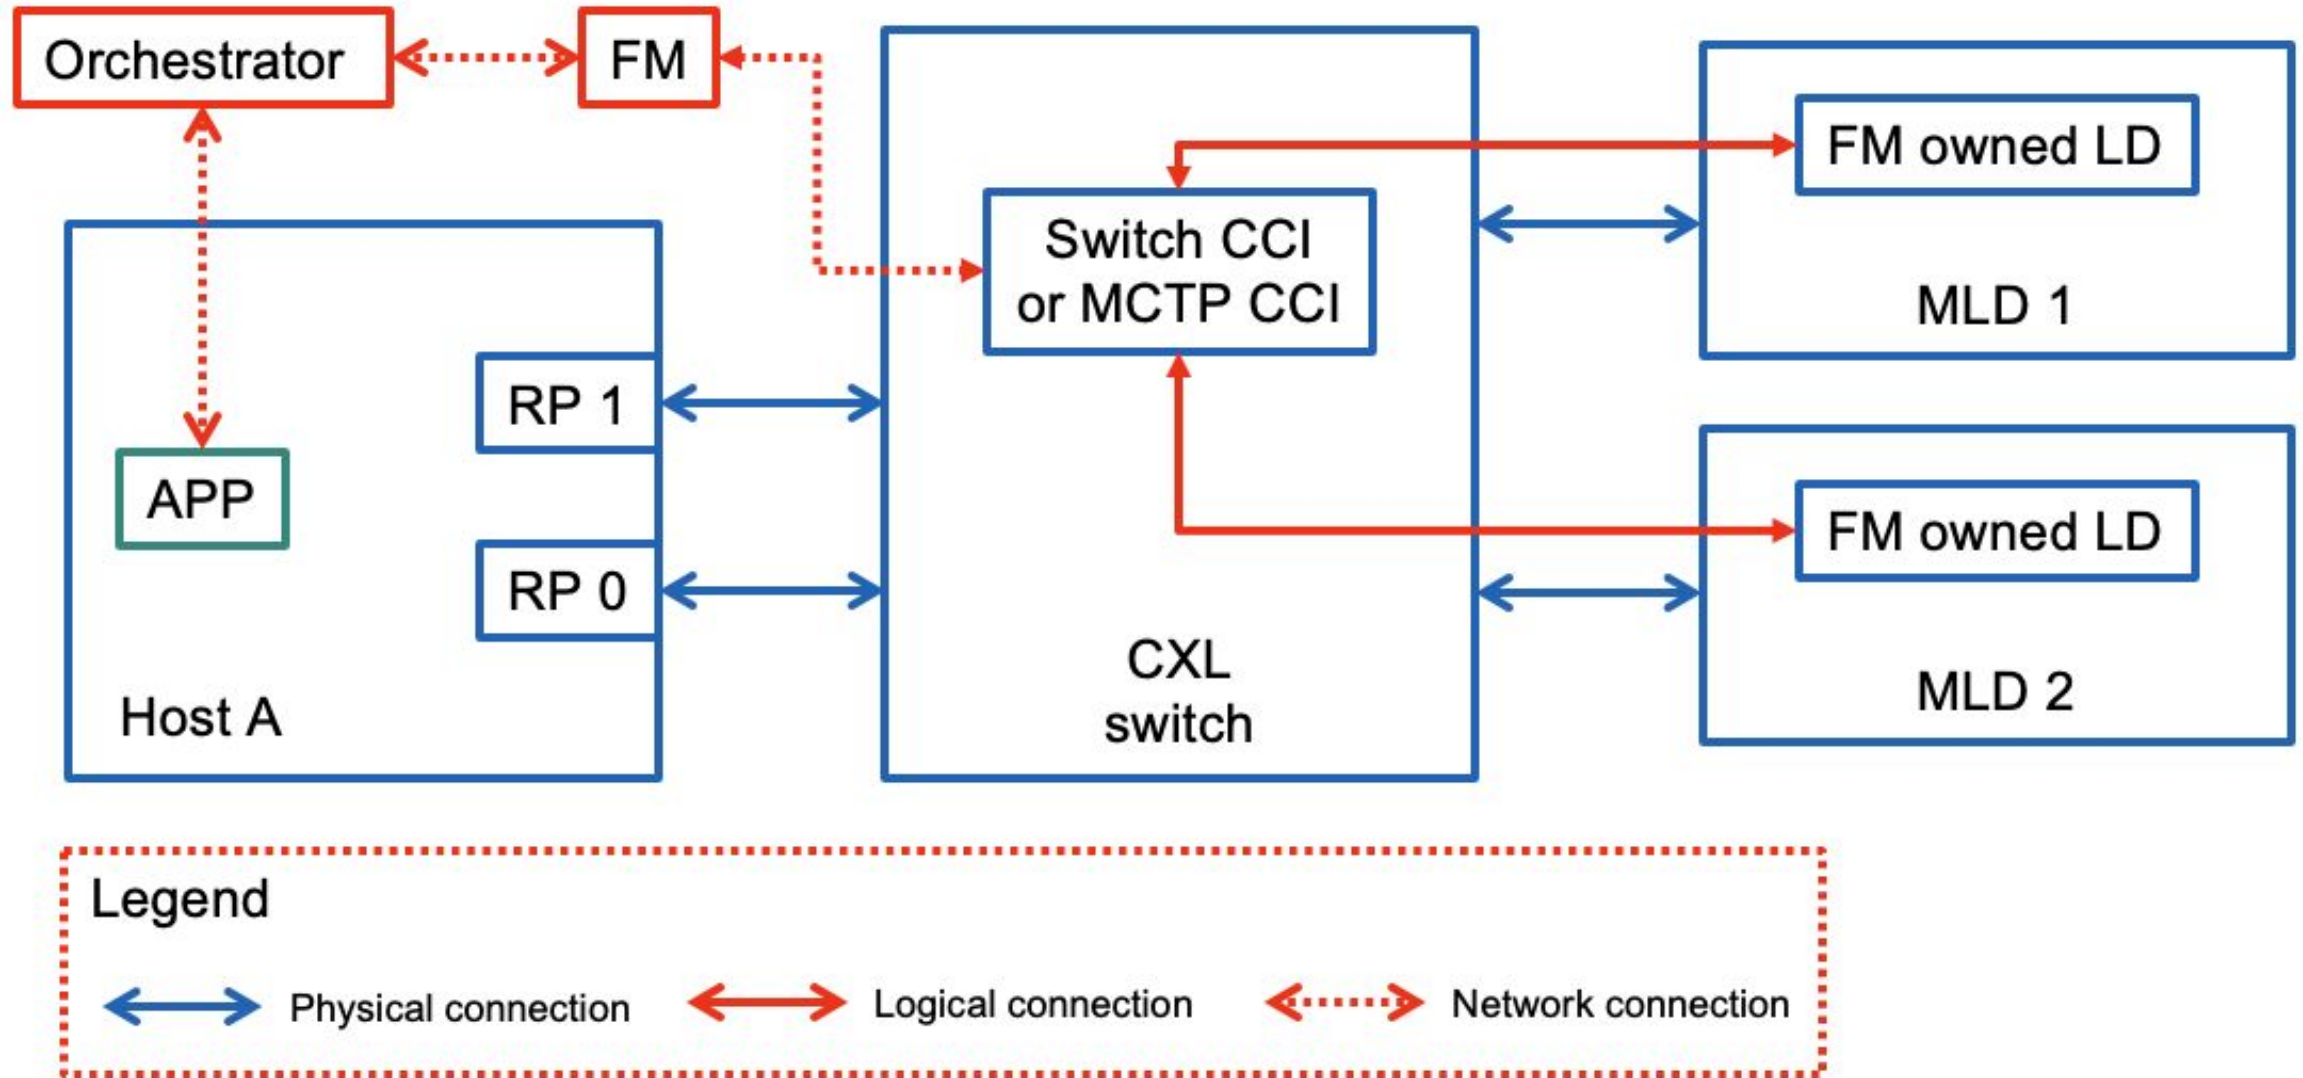 Orchestrator
FM
FM owned LD
MLD 1
Switch CCI
or MCTP CCI
RP 1
APP
RP 0
Host A
CXL
switch
FM owned LD
MLD 2
Legend
Physical connection
Logical connection
Network connection